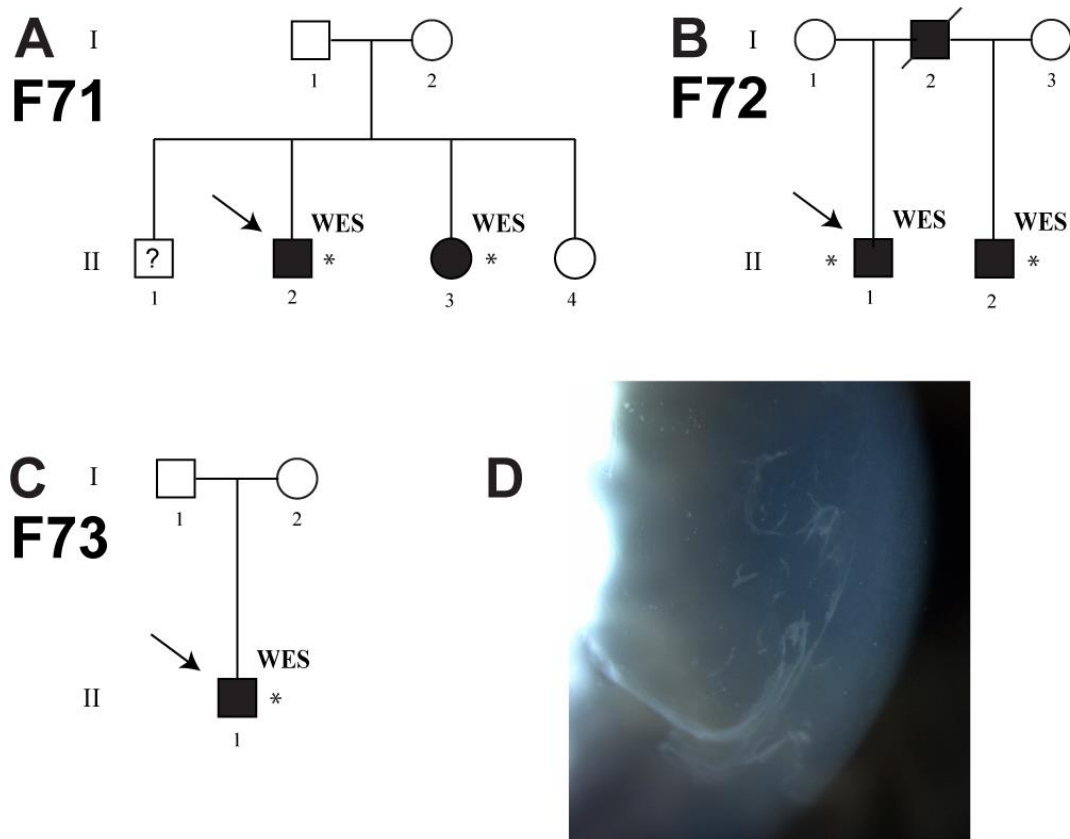 A I
F71
1 2
? WES * WES *
II
1 2 3 4
B I
F72
1 2 3
WES WES
II * *
1 2
C I
F73
1 2
WES
II *
1
D